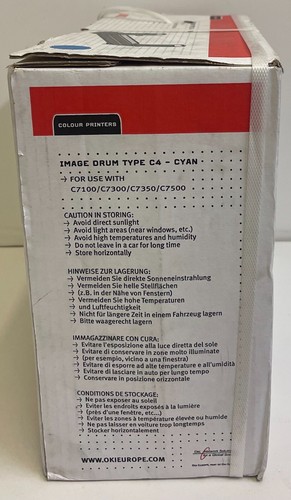 COLOUR PRINTERS
IMAGE DRUM TYPE C4 – CYAN
→ FOR USE WITH
C7100/C7300/C7350/C7500
CAUTION IN STORING:
→ Avoid direct sunlight
→ Avoid light areas (near windows, etc.)
→ Avoid high temperatures and humidity
→ Do not leave in a car for long time
→ Store horizontally
HINWEISE ZUR LAGERUNG:
→ Vermeiden Sie direkte Sonneneinstrahlung
→ Vermeiden Sie helle Stellflächen
→ (z.B. in der Nähe von Fenstern)
→ Vermeiden Sie hohe Temperaturen
→ und Luftfeuchtigkeit
→ Nicht für längere Zeit in einem Fahrzeug lagern
→ Bitte waagerecht lagern
IMMAGAZZINARE CON CURA:
→ Evitare l'esposizione alla luce diretta del sole
→ Evitare di conservare in zone molto illuminate
→ (per esempio, vicino a una finestra)
→ Evitare di esporre ad alte temperature e all'umidità
→ Evitare di lasciare in auto per lungo tempo
→ Conservare in posizione orizzontale
CONDITIONS DE STOCKAGE:
→ Ne pas exposer au soleil
→ Eviter les endroits exposés à la lumière
→ (près d'une fenêtre, etc...)
→ Eviter les zones à température élevée ou humide
→ Ne pas laisser en voiture trop longtemps
→ Stocker horizontalement
WWW.OKIEUROPE.COM